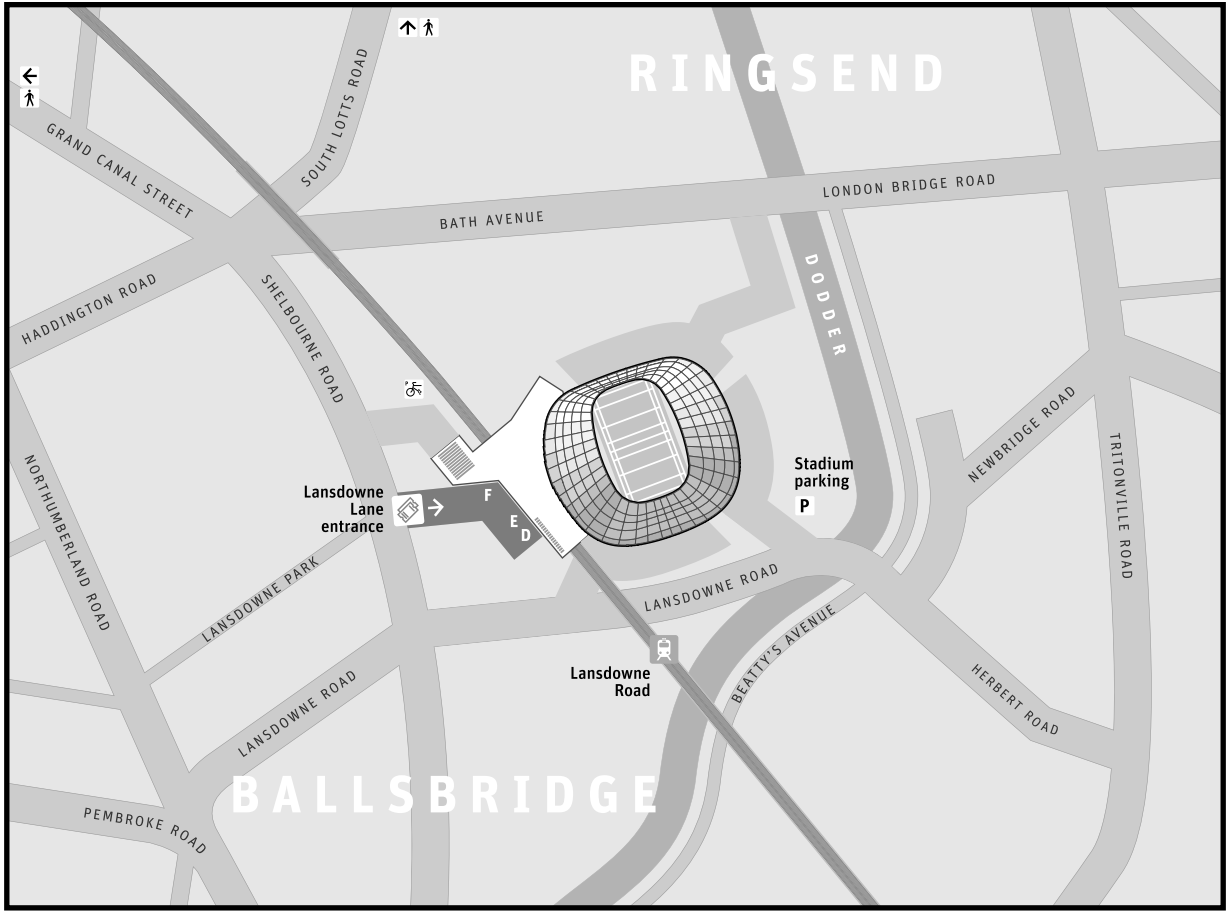 RINGSEND
SOUTH LOTTS ROAD
GRAND CANAL STREET
LONDON BRIDGE ROAD
BATH AVENUE
HADDINGTON ROAD
SHELBOURNE ROAD
DODDER
NEWBRIDGE ROAD
NORTHUMBERLAND ROAD
TRITONVILLE ROAD
Stadium
parking
P
Lansdowne
Lane
entrance
F
E
D
LANSDOWNE PARK
LANSDOWNE ROAD
BEATTY'S AVENUE
Lansdowne
Road
HERBERT ROAD
LANSDOWNE ROAD
BALLSBRIDGE
PEMBROKE ROAD